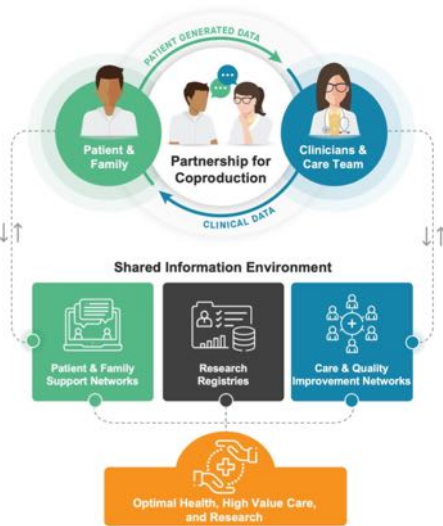 PATIENT GENERATED DATA
Patient &
Family
Partnership for
Coproduction
Clinicians &
Care Team
CLINICAL DATA
Shared Information Environment
Patient & Family
Support Networks
Research
Registries
Care & Quality
Improvement Networks
Optimal Health, High Value Care,
and Research